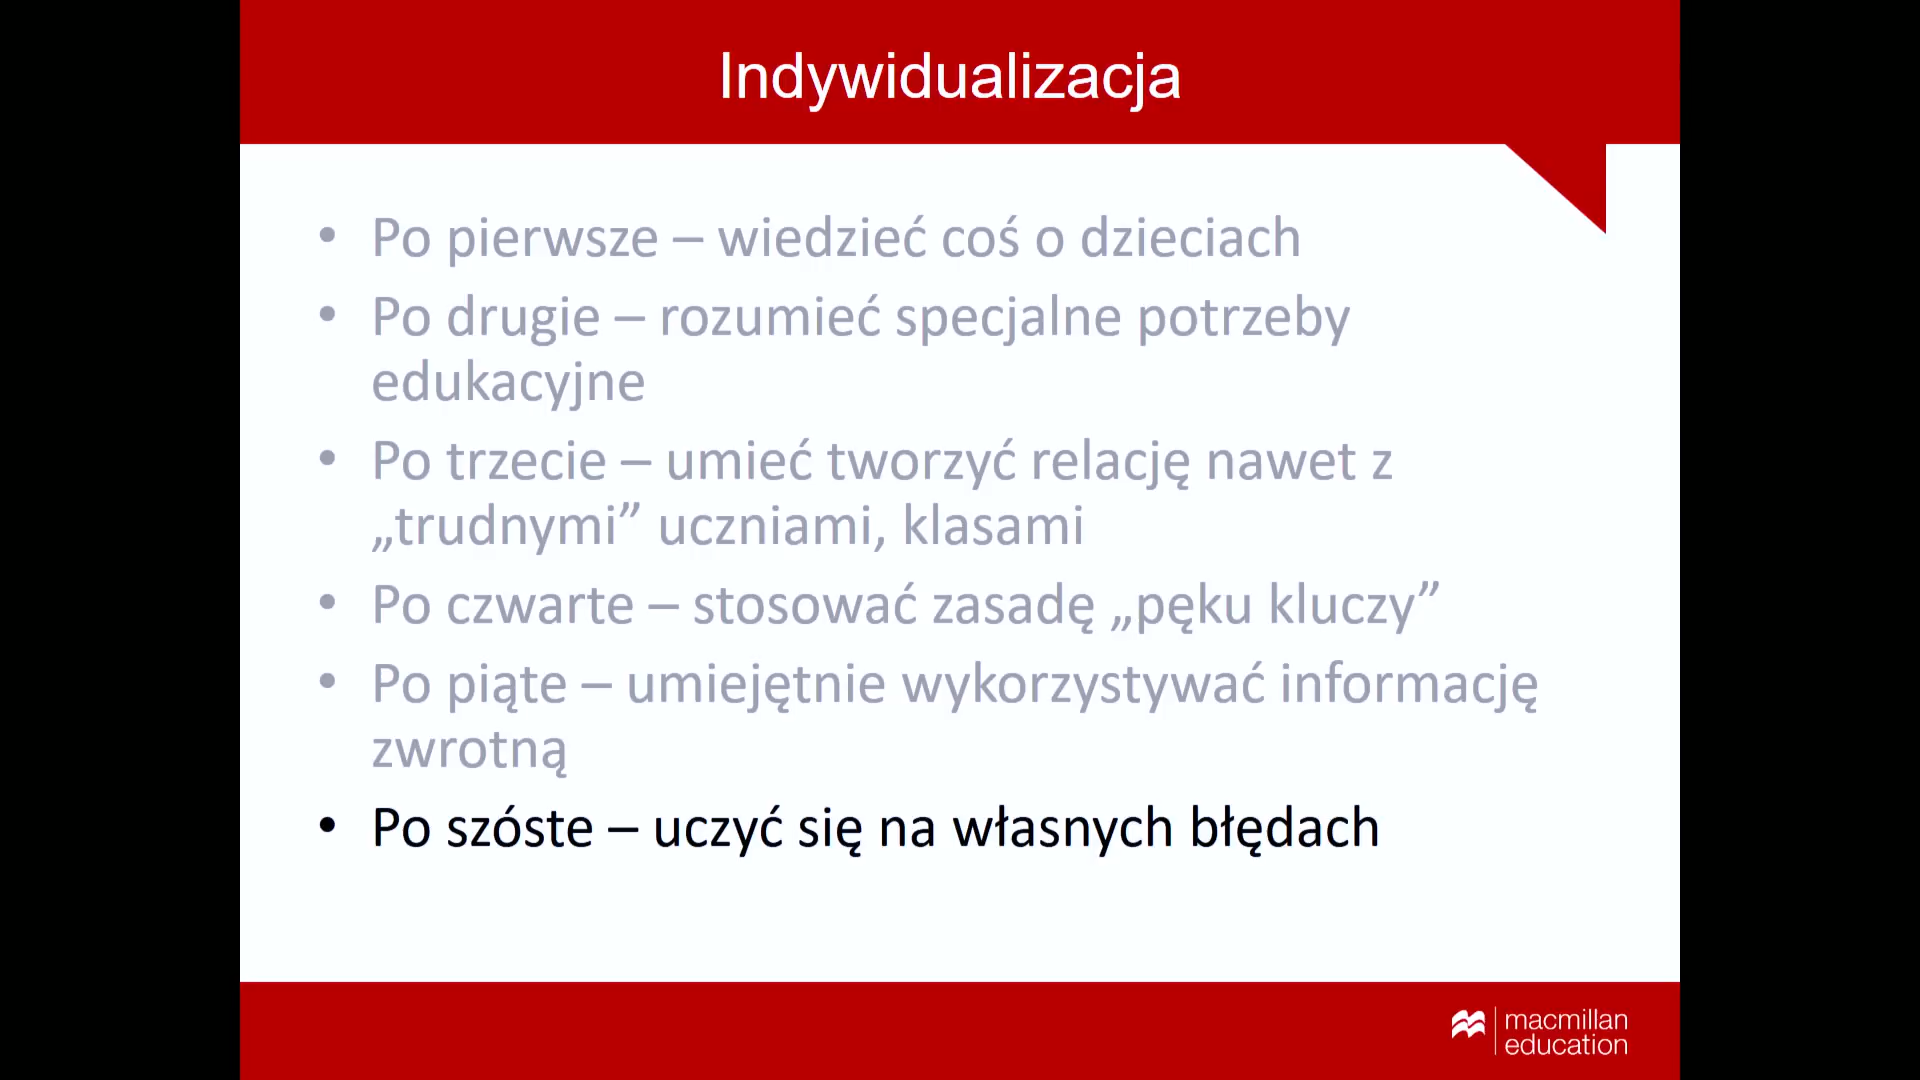 Indywidualizacja
• Po pierwsze – wiedzieć coś o dzieciach
• Po drugie – rozumieć specjalne potrzeby
edukacyjne
• Po trzecie – umieć tworzyć relację nawet z
„trudnymi” uczniami, klasami
• Po czwarte – stosować zasadę „pęku kluczy”
• Po piąte – umiejętnie wykorzystywać informację
zwrotną
• Po szóste – uczyć się na własnych błędach
macmillan
education